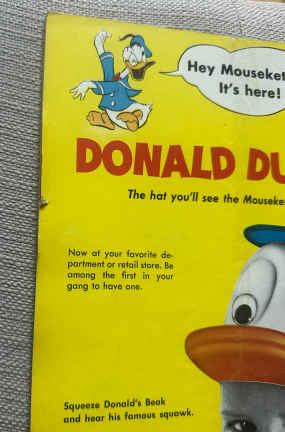 Hey Mouseket
It's here!
DONALD DU
The hat you'll see the Mouseke
Now at your favorite de-
partment or retail store. Be
among the first in your
gang to have one.
Squeeze Donald's Beak
and hear his famous squawk.